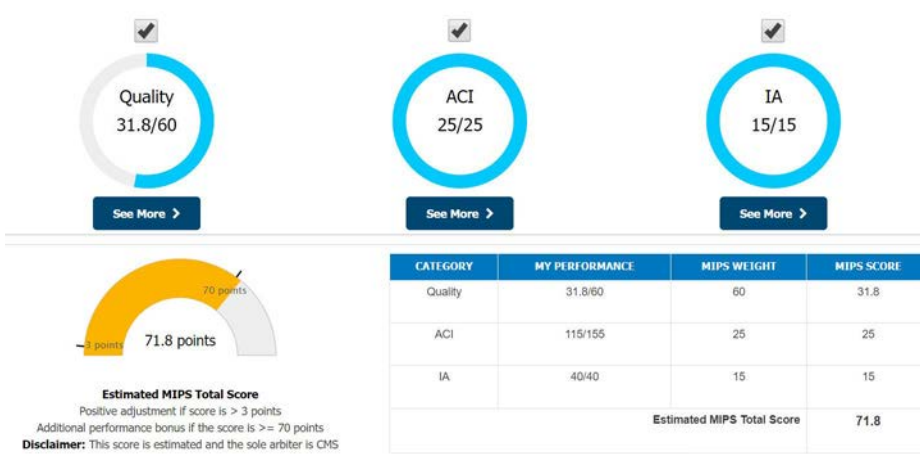 Quality
31.8/60
See More
ACI
25/25
See More
IA
15/15
See More
70 points
3 points
71.8 points
Estimated MIPS Total Score
Positive adjustment if score is > 3 points
Additional performance bonus if the score is >= 70 points
Disclaimer: This score is estimated and the sole arbiter is CMS
CATEGORY MY PERFORMANCE MIPS WEIGHT MIPS SCORE
Quality 31.8/60 60 31.8
ACI 115/155 25 25
IA 40/40 15 15
Estimated MIPS Total Score 71.8